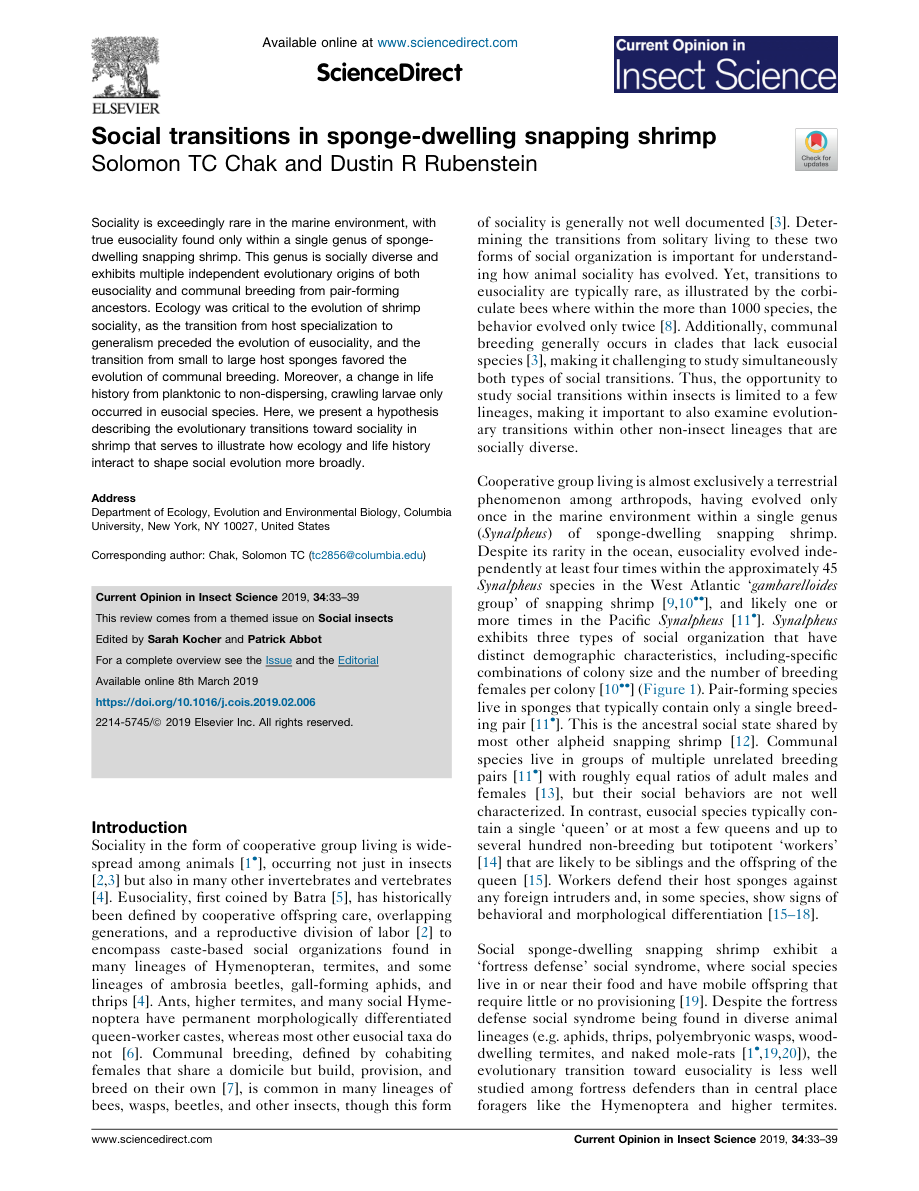 Available online at www.sciencedirect.com
ScienceDirect
ELSEVIER
Current Opinion in
Insect Science
Social transitions in sponge-dwelling snapping shrimp
Solomon TC Chak and Dustin R Rubenstein
Check for
updates
Sociality is exceedingly rare in the marine environment, with
true eusociality found only within a single genus of sponge-
dwelling snapping shrimp. This genus is socially diverse and
exhibits multiple independent evolutionary origins of both
eusociality and communal breeding from pair-forming
ancestors. Ecology was critical to the evolution of shrimp
sociality, as the transition from host specialization to
generalism preceded the evolution of eusociality, and the
transition from small to large host sponges favored the
evolution of communal breeding. Moreover, a change in life
history from planktonic to non-dispersing, crawling larvae only
occurred in eusocial species. Here, we present a hypothesis
describing the evolutionary transitions toward sociality in
shrimp that serves to illustrate how ecology and life history
interact to shape social evolution more broadly.
Address
Department of Ecology, Evolution and Environmental Biology, Columbia
University, New York, NY 10027, United States
Corresponding author: Chak, Solomon TC (tc2856@columbia.edu)
Current Opinion in Insect Science 2019, 34:33–39
This review comes from a themed issue on Social insects
Edited by Sarah Kocher and Patrick Abbot
For a complete overview see the Issue and the Editorial
Available online 8th March 2019
https://doi.org/10.1016/j.cois.2019.02.006
2214-5745/© 2019 Elsevier Inc. All rights reserved.
Introduction
Sociality in the form of cooperative group living is wide-
spread among animals [1•], occurring not just in insects
[2,3] but also in many other invertebrates and vertebrates
[4]. Eusociality, first coined by Batra [5], has historically
been defined by cooperative offspring care, overlapping
generations, and a reproductive division of labor [2] to
encompass caste-based social organizations found in
many lineages of Hymenopteran, termites, and some
lineages of ambrosia beetles, gall-forming aphids, and
thrips [4]. Ants, higher termites, and many social Hyme-
noptera have permanent morphologically differentiated
queen-worker castes, whereas most other eusocial taxa do
not [6]. Communal breeding, defined by cohabiting
females that share a domicile but build, provision, and
breed on their own [7], is common in many lineages of
bees, wasps, beetles, and other insects, though this form
of sociality is generally not well documented [3]. Deter-
mining the transitions from solitary living to these two
forms of social organization is important for understand-
ing how animal sociality has evolved. Yet, transitions to
eusociality are typically rare, as illustrated by the corbi-
culate bees where within the more than 1000 species, the
behavior evolved only twice [8]. Additionally, communal
breeding generally occurs in clades that lack eusocial
species [3], making it challenging to study simultaneously
both types of social transitions. Thus, the opportunity to
study social transitions within insects is limited to a few
lineages, making it important to also examine evolution-
ary transitions within other non-insect lineages that are
socially diverse.
Cooperative group living is almost exclusively a terrestrial
phenomenon among arthropods, having evolved only
once in the marine environment within a single genus
(Synalpheus) of sponge-dwelling snapping shrimp.
Despite its rarity in the ocean, eusociality evolved inde-
pendently at least four times within the approximately 45
Synalpheus species in the West Atlantic ‘gambarelloides
group’ of snapping shrimp [9,10••], and likely one or
more times in the Pacific Synalpheus [11•]. Synalpheus
exhibits three types of social organization that have
distinct demographic characteristics, including-specific
combinations of colony size and the number of breeding
females per colony [10••] (Figure 1). Pair-forming species
live in sponges that typically contain only a single breed-
ing pair [11•]. This is the ancestral social state shared by
most other alpheid snapping shrimp [12]. Communal
species live in groups of multiple unrelated breeding
pairs [11•] with roughly equal ratios of adult males and
females [13], but their social behaviors are not well
characterized. In contrast, eusocial species typically con-
tain a single ‘queen’ or at most a few queens and up to
several hundred non-breeding but totipotent ‘workers’
[14] that are likely to be siblings and the offspring of the
queen [15]. Workers defend their host sponges against
any foreign intruders and, in some species, show signs of
behavioral and morphological differentiation [15–18].
Social sponge-dwelling snapping shrimp exhibit a
‘fortress defense’ social syndrome, where social species
live in or near their food and have mobile offspring that
require little or no provisioning [19]. Despite the fortress
defense social syndrome being found in diverse animal
lineages (e.g. aphids, thrips, polyembryonic wasps, wood-
dwelling termites, and naked mole-rats [1•,19,20]), the
evolutionary transition toward eusociality is less well
studied among fortress defenders than in central place
foragers like the Hymenoptera and higher termites.
www.sciencedirect.com
Current Opinion in Insect Science 2019, 34:33–39